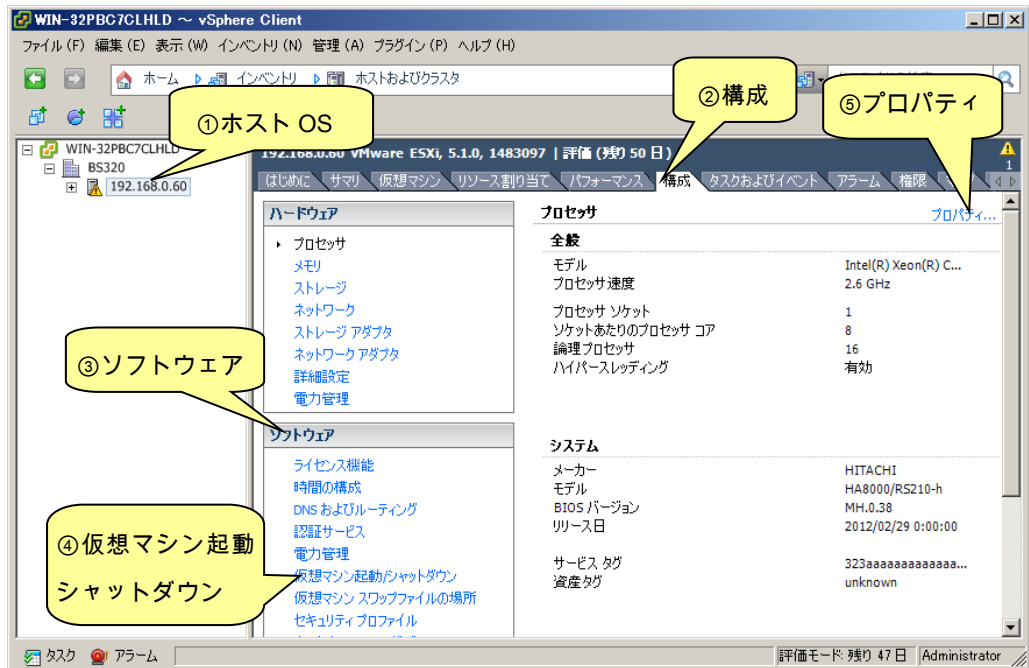 WIN-32PBC7CLHLD ～ vSphere Client
ファイル(F) 編集(E) 表示(W) インベントリ(N) 管理(A) プラグイン(P) ヘルプ(H)
ホーム インベントリ ホストおよびクラスタ
②構成
⑤プロパティ
①ホスト OS
WIN-32PBC7CLHLD
BS320
192.168.0.60
192.168.0.60 VMware ESXi, 5.1.0, 1483097 | 評価 (残り 50 日)
1
はじめに サマリ 仮想マシン リソース割り当て パフォーマンス 構成 タスクおよびイベント アラーム 権限
ハードウェア
プロセッサ
メモリ
ストレージ
ネットワーク
ストレージ アダプタ
ネットワーク アダプタ
詳細設定
電力管理
③ソフトウェア
ソフトウェア
ライセンス機能
時間の構成
DNS およびルーティング
認証サービス
電力管理
仮想マシン起動/シャットダウン
仮想マシン スワップファイルの場所
セキュリティ プロファイル
④仮想マシン起動
シャットダウン
プロセッサ
プロパティ...
全般
モデル Intel(R) Xeon(R) C...
プロセッサ速度 2.6 GHz
プロセッサ ソケット 1
ソケットあたりのプロセッサ コア 8
論理プロセッサ 16
ハイパースレッディング 有効
システム
メーカー HITACHI
モデル HA8000/RS210-h
BIOS バージョン MH.0.38
リリース日 2012/02/29 0:00:00
サービス タグ 323aaaaaaaaaaaaa...
資産タグ unknown
タスク アラーム
評価モード: 残り 47 日 Administrator